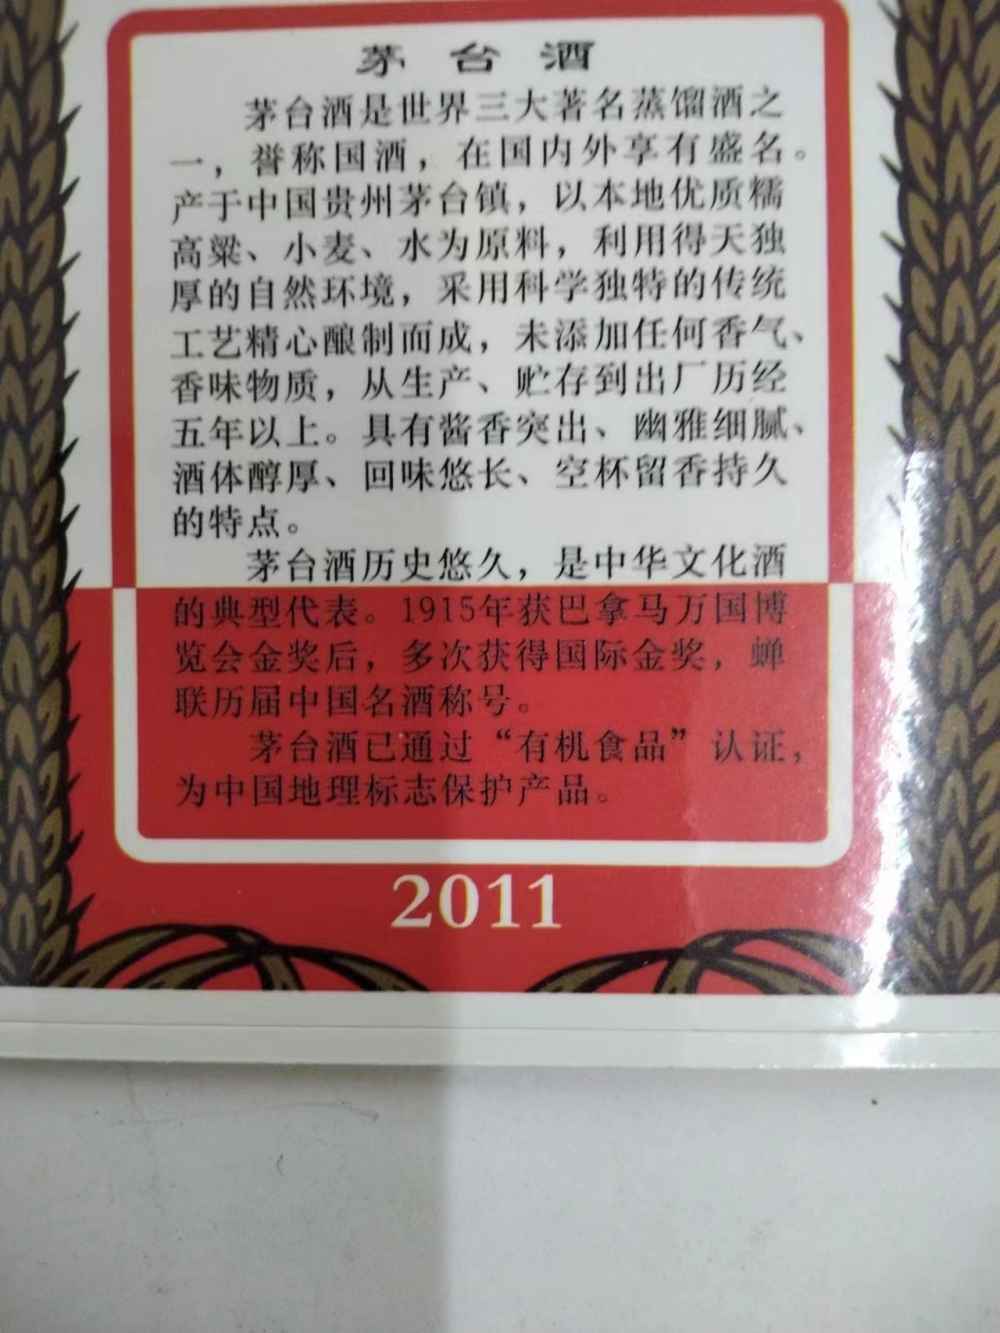 茅台酒
茅台酒是世界三大著名蒸馏酒之
一，誉称国酒，在国内外享有盛名。
产于中国贵州茅台镇，以本地优质糯
高粱、小麦、水为原料，利用得天独
厚的自然环境，采用科学独特的传统
工艺精心酿制而成，未添加任何香气、
香味物质，从生产、贮存到出厂历经
五年以上。具有酱香突出、幽雅细腻、
酒体醇厚、回味悠长、空杯留香持久
的特点。
茅台酒历史悠久，是中华文化酒
的典型代表。1915年获巴拿马万国博
览会金奖后，多次获得国际金奖，蝉
联历届中国名酒称号。
茅台酒已通过“有机食品”认证，
为中国地理标志保护产品。
2011